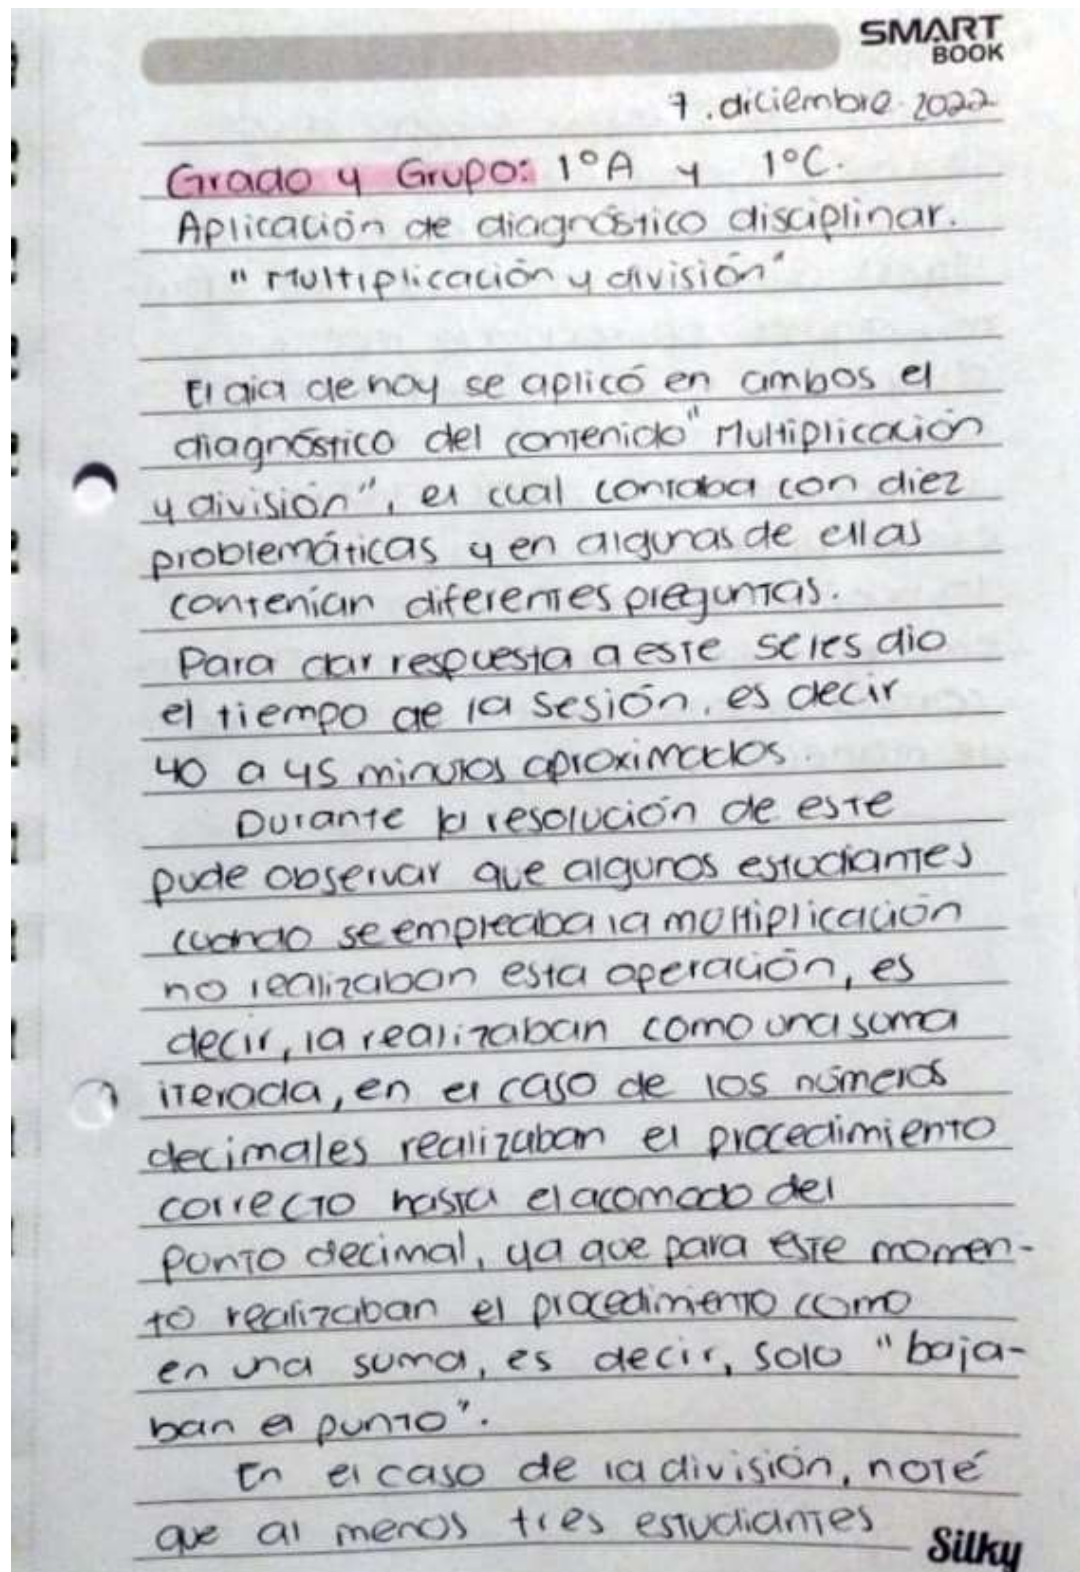 SMART
BOOK
7. diciembre. 2022
Grado y Grupo: 1°A y 1°C.
Aplicación de diagnóstico disciplinar.
"Multiplicación y división"
El dia de hoy se aplicó en ambos el
diagnóstico del contenido "Multiplicación
y división", el cual contaba con diez
problemáticas y en algunas de ellas
contenían diferentes preguntas.
Para dar respuesta a este se les dio
el tiempo de la sesión, es decir
40 a 45 minutos aproximados.
Durante la resolución de este
pude observar que algunos estudiantes
cuando se empleaba la multiplicación
no realizaban esta operación, es
decir, la realizaban como una suma
iterada, en el caso de los números
decimales realizaban el procedimiento
correcto hasta el acomodo del
punto decimal, ya que para este momen-
to realizaban el procedimiento como
en una suma, es decir, solo "baja-
ban el punto".
En el caso de la división, noté
que al menos tres estudiantes
Silky